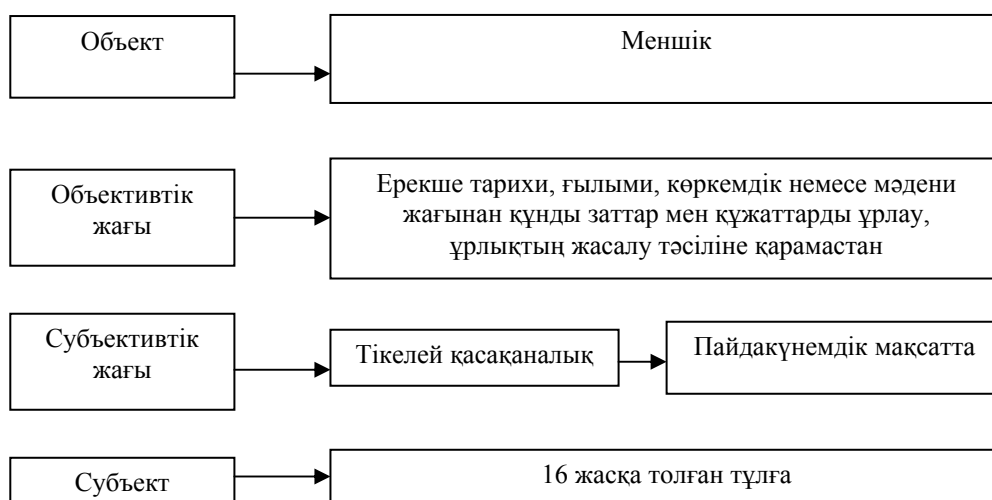 Объект
Меншік
Объективтік
жағы
Ерекше тарихи, ғылыми, көркемдік немесе мәдени
жағынан құнды заттар мен құжаттарды ұрлау,
ұрлықтың жасалу тәсіліне қарамастан
Субъективтік
жағы
Тікелей қасақаналық
Пайдакүнемдік мақсатта
Субъект
16 жасқа толған тұлға